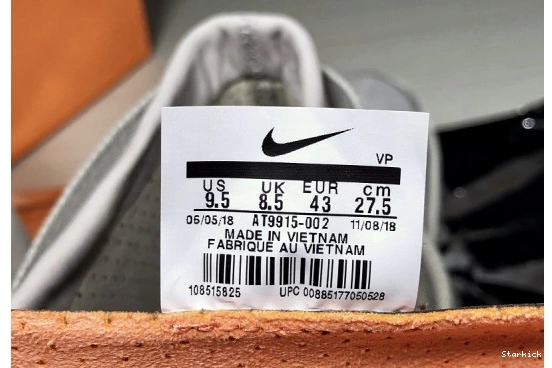 VP
US UK EUR cm
9.5 8.5 43 27.5
06/05/18 AT9915-002 11/08/18
MADE IN VIETNAM
FABRIQUE AU VIETNAM
108515825 UPC 00885177050528
Starkick